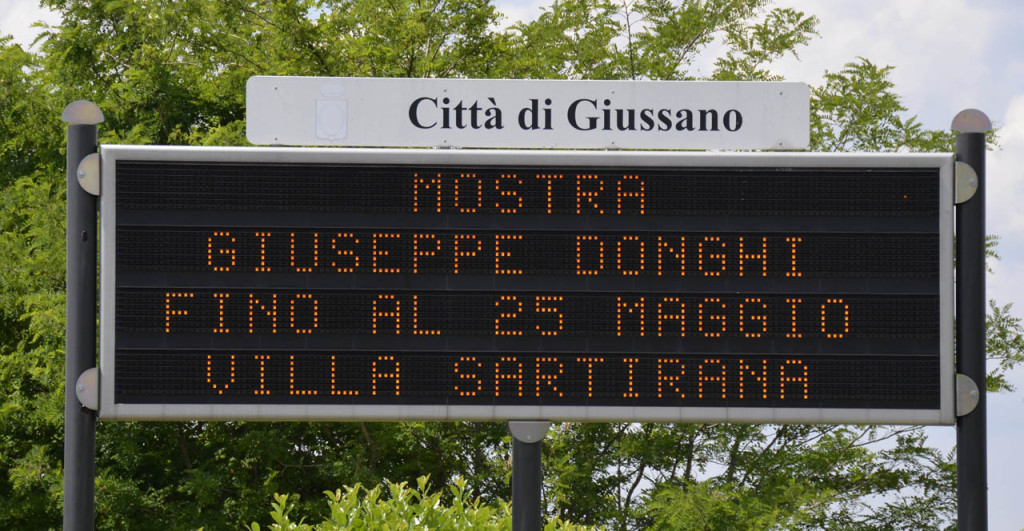 Città di Giussano
MOSTRA
GIUSEPPE DONGHI
FINO AL 25 MAGGIO
VILLA SARTIRANA